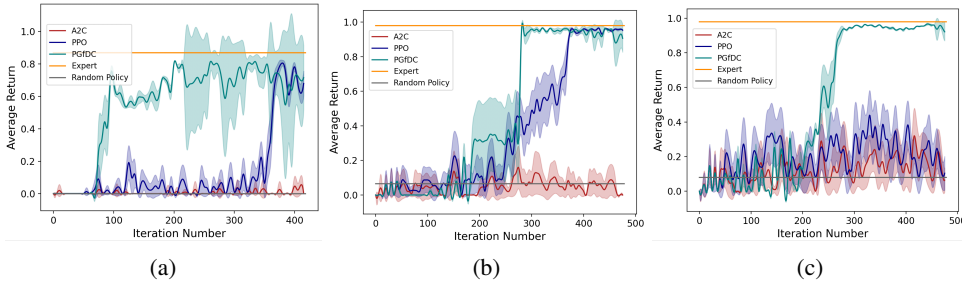 A2C
PPO
PGfDC
Expert
Random Policy
Average Return
1.0
0.8
0.6
0.4
0.2
0.0
0 100 200 300 400
Iteration Number
(a)
A2C
PPO
PGfDC
Expert
Random Policy
Average Return
1.0
0.8
0.6
0.4
0.2
0.0
0 100 200 300 400 500
Iteration Number
(b)
A2C
PPO
PGfDC
Expert
Random Policy
Average Return
1.0
0.8
0.6
0.4
0.2
0.0
0 100 200 300 400 500
Iteration Number
(c)